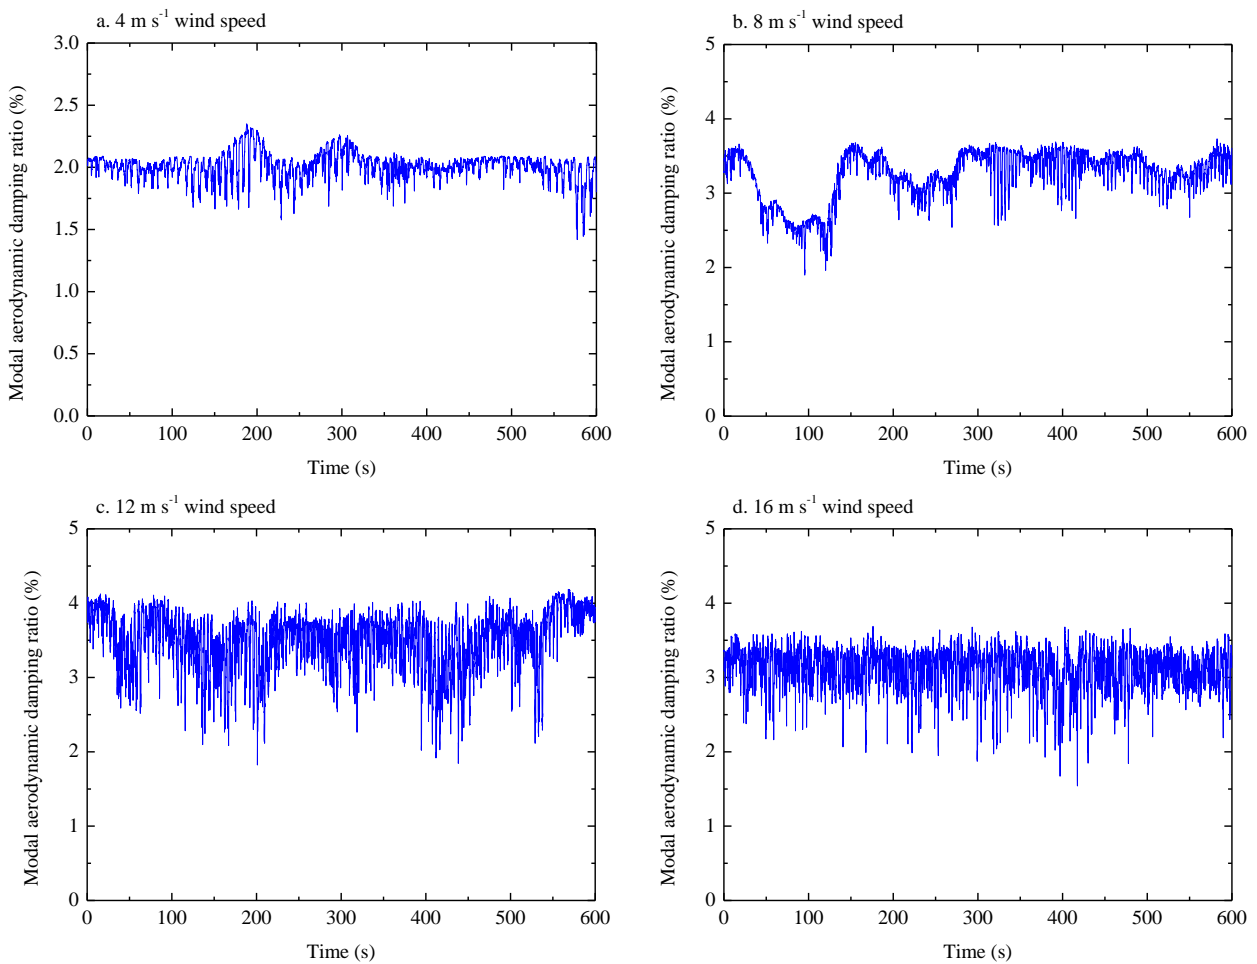 a. 4 m s⁻¹ wind speed
3.0
2.5
2.0
1.5
1.0
0.5
0.0
Modal aerodynamic damping ratio (%)
0 100 200 300 400 500 600
Time (s)
b. 8 m s⁻¹ wind speed
5
4
3
2
1
0
Modal aerodynamic damping ratio (%)
0 100 200 300 400 500 600
Time (s)
c. 12 m s⁻¹ wind speed
5
4
3
2
1
0
Modal aerodynamic damping ratio (%)
0 100 200 300 400 500 600
Time (s)
d. 16 m s⁻¹ wind speed
5
4
3
2
1
0
Modal aerodynamic damping ratio (%)
0 100 200 300 400 500 600
Time (s)